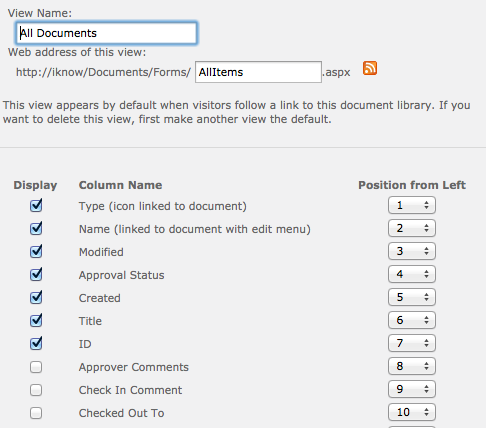 View Name:
All Documents
Web address of this view:
http://iknow/Documents/Forms/ AllItems .aspx
This view appears by default when visitors follow a link to this document library. If you
want to delete this view, first make another view the default.
Display Column Name Position from Left
Type (icon linked to document) 1
Name (linked to document with edit menu) 2
Modified 3
Approval Status 4
Created 5
Title 6
ID 7
Approver Comments 8
Check In Comment 9
Checked Out To 10